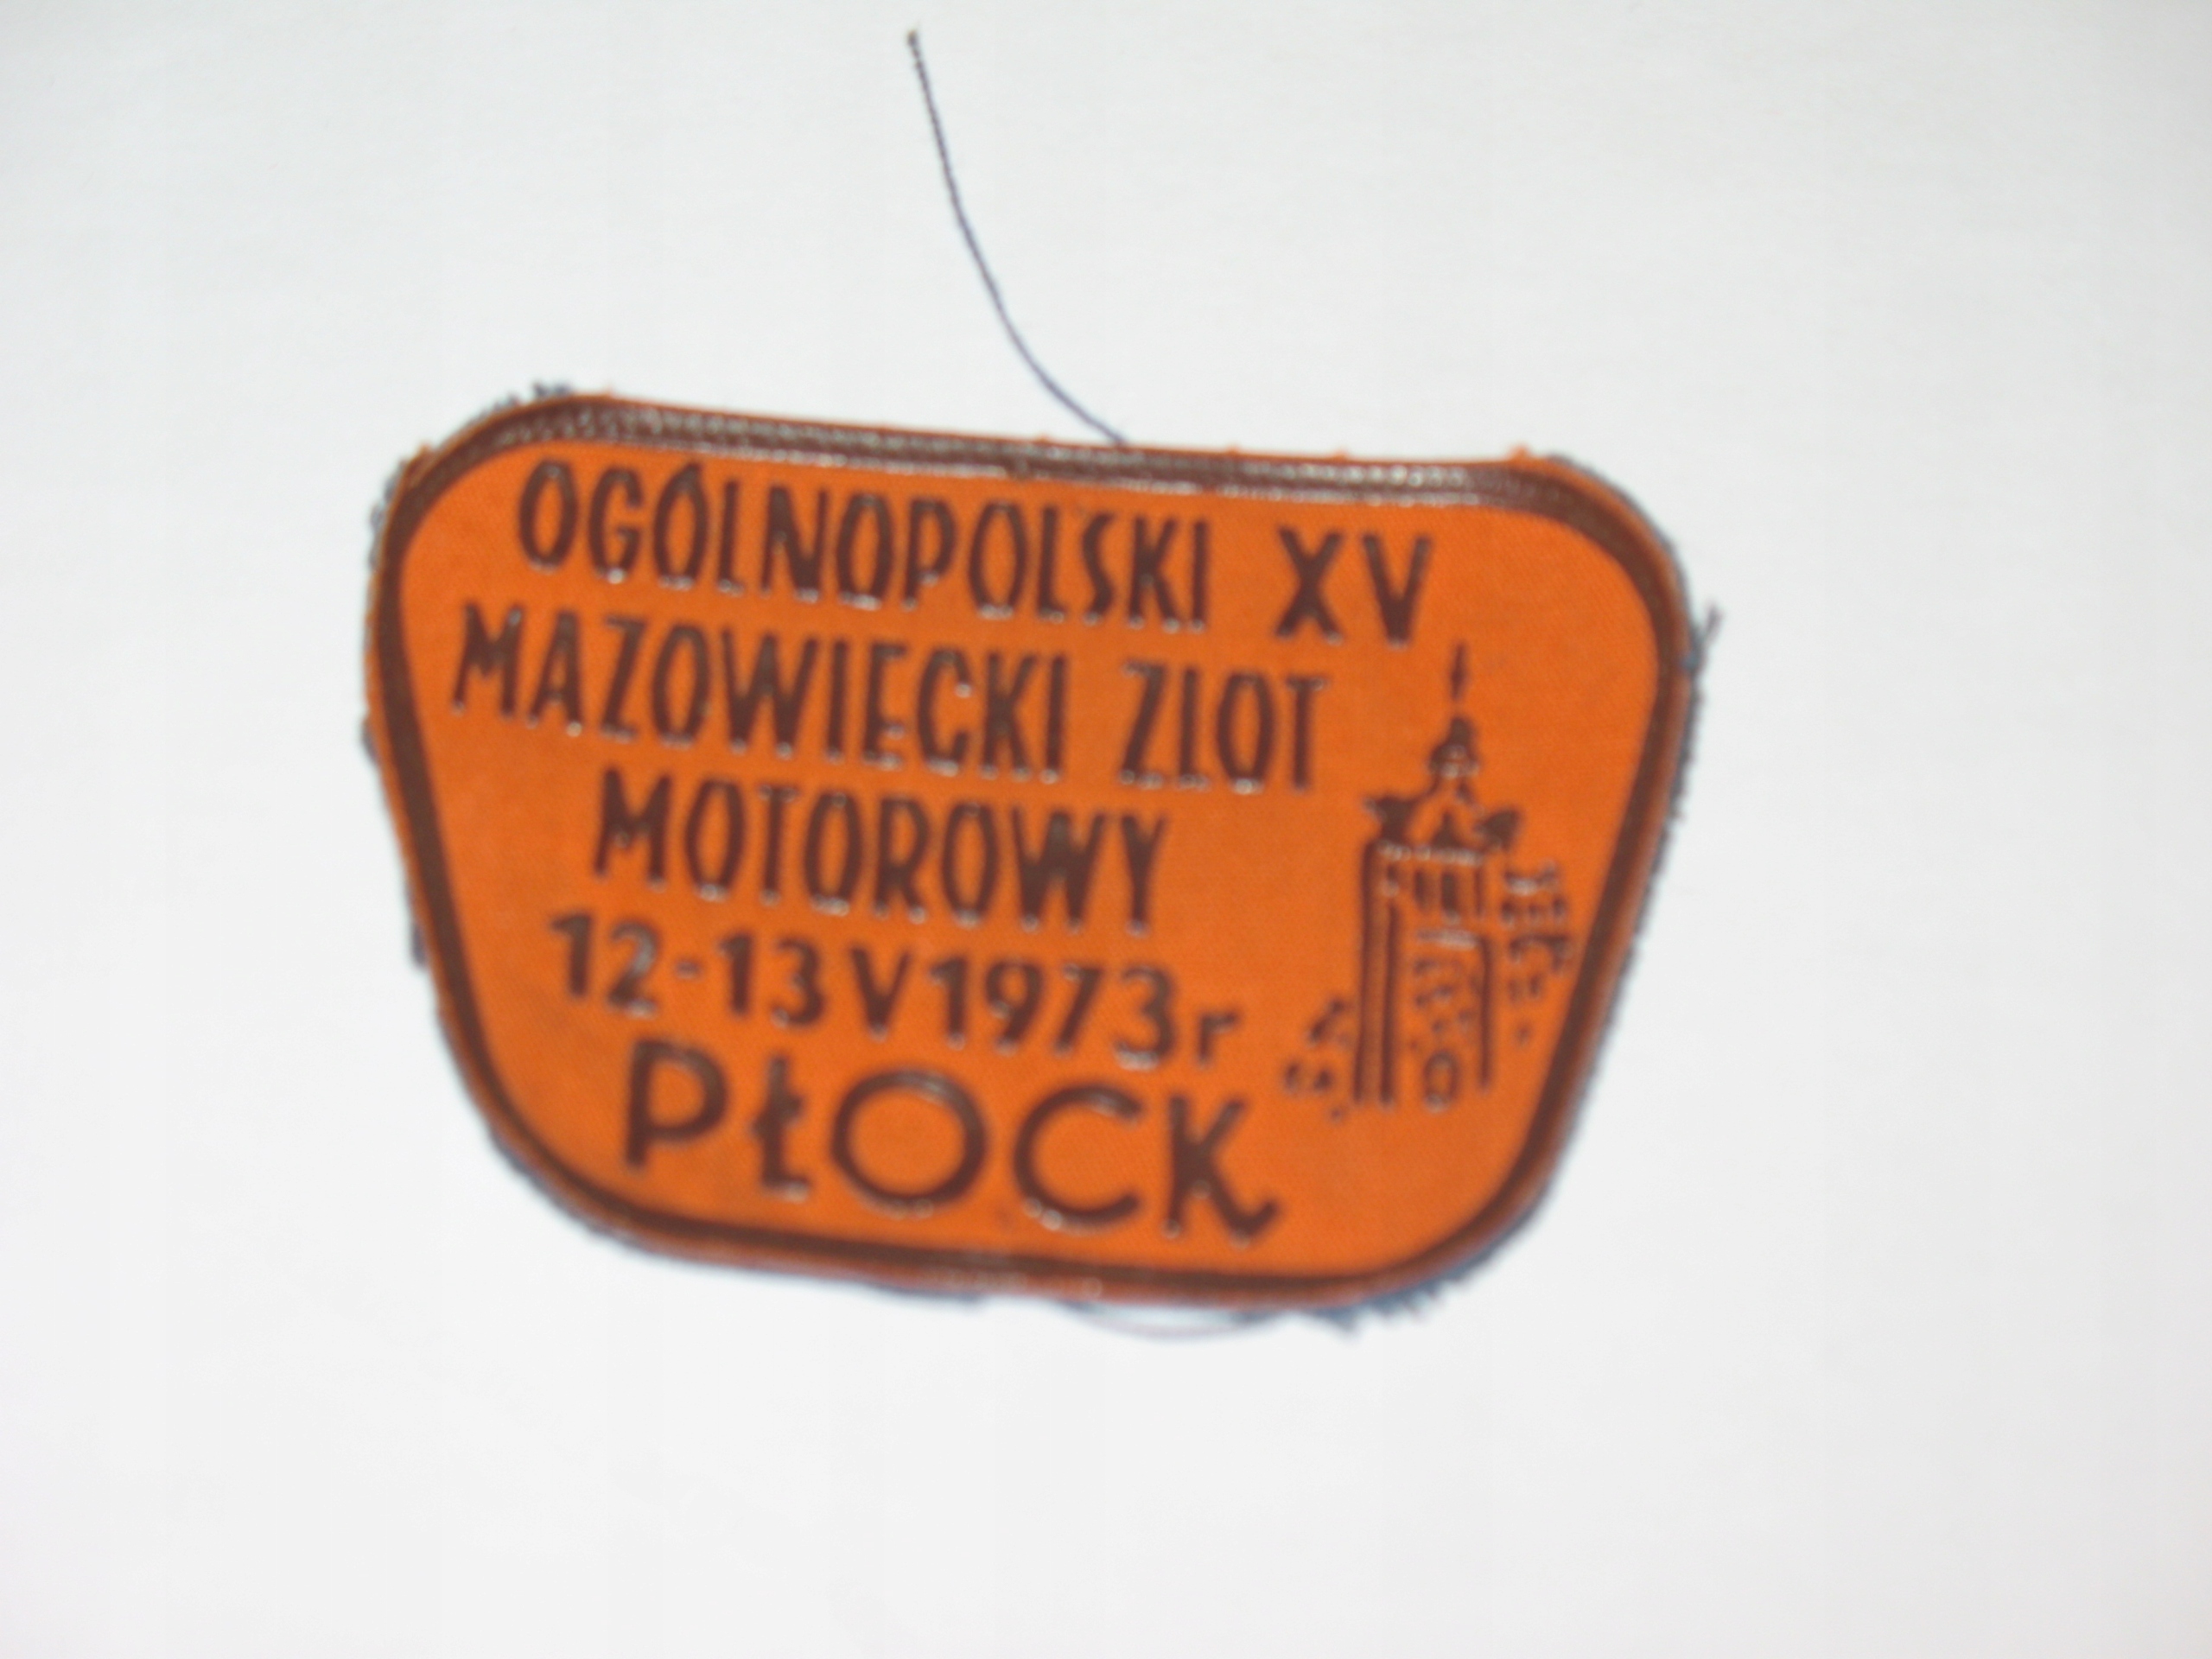 OGÓLNOPOLSKI XV
MAZOWIECKI ZLOT
MOTOROWY
12-13 V 1973 r
PŁOCK